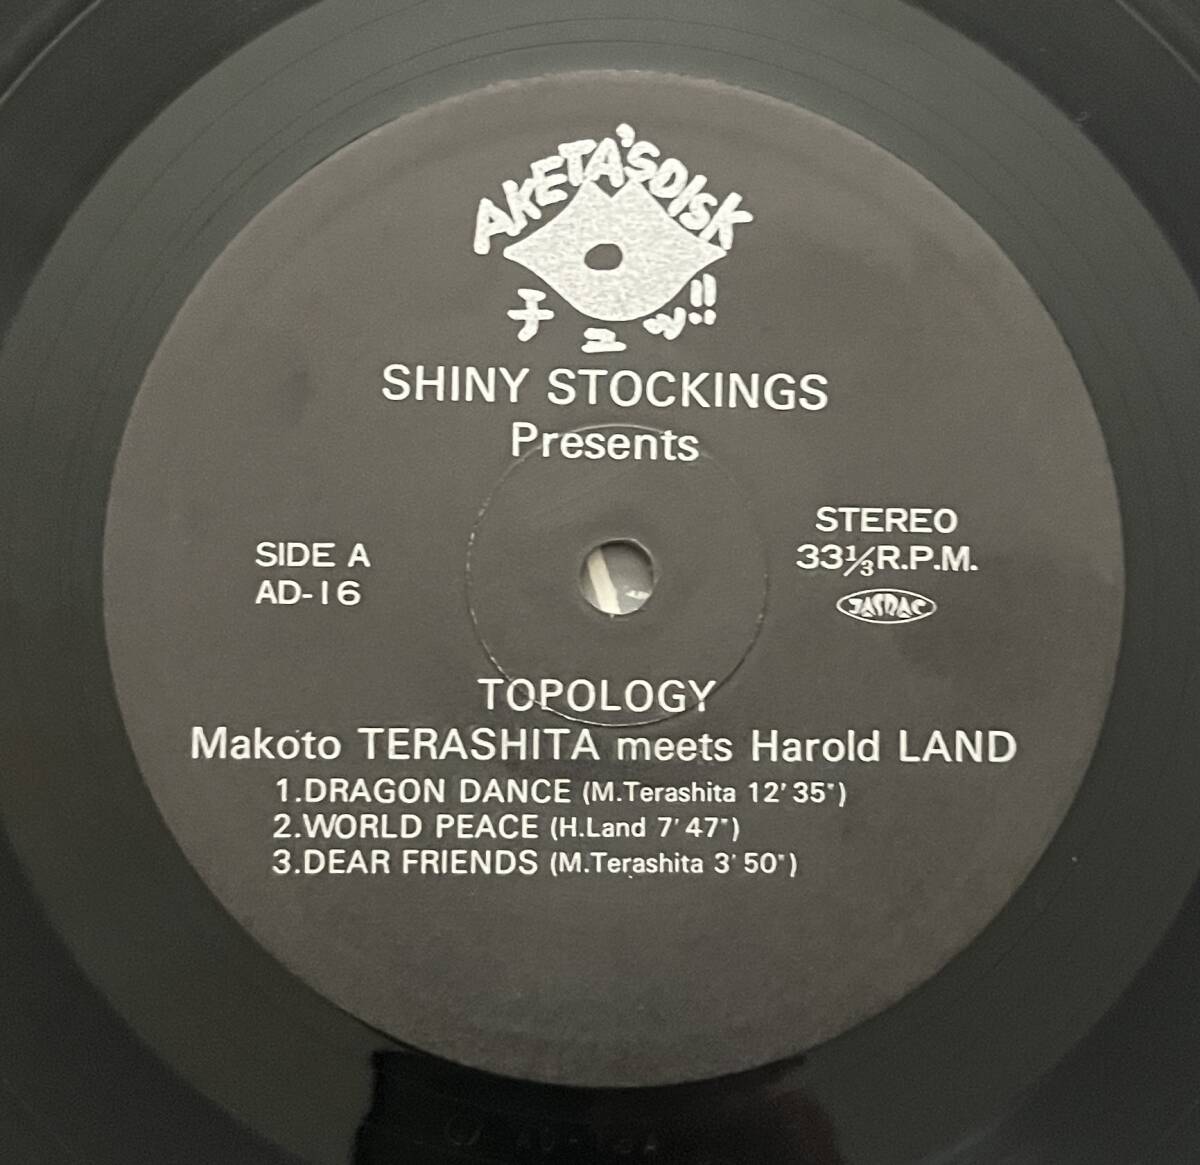 AKETA'S DISK
チュッ!!
SHINY STOCKINGS
Presents
SIDE A
AD-16
STEREO
33⅓R.P.M.
JASRAC
TOPOLOGY
Makoto TERASHITA meets Harold LAND
1.DRAGON DANCE (M.Terashita 12'35")
2.WORLD PEACE (H.Land 7'47")
3.DEAR FRIENDS (M.Terashita 3'50")